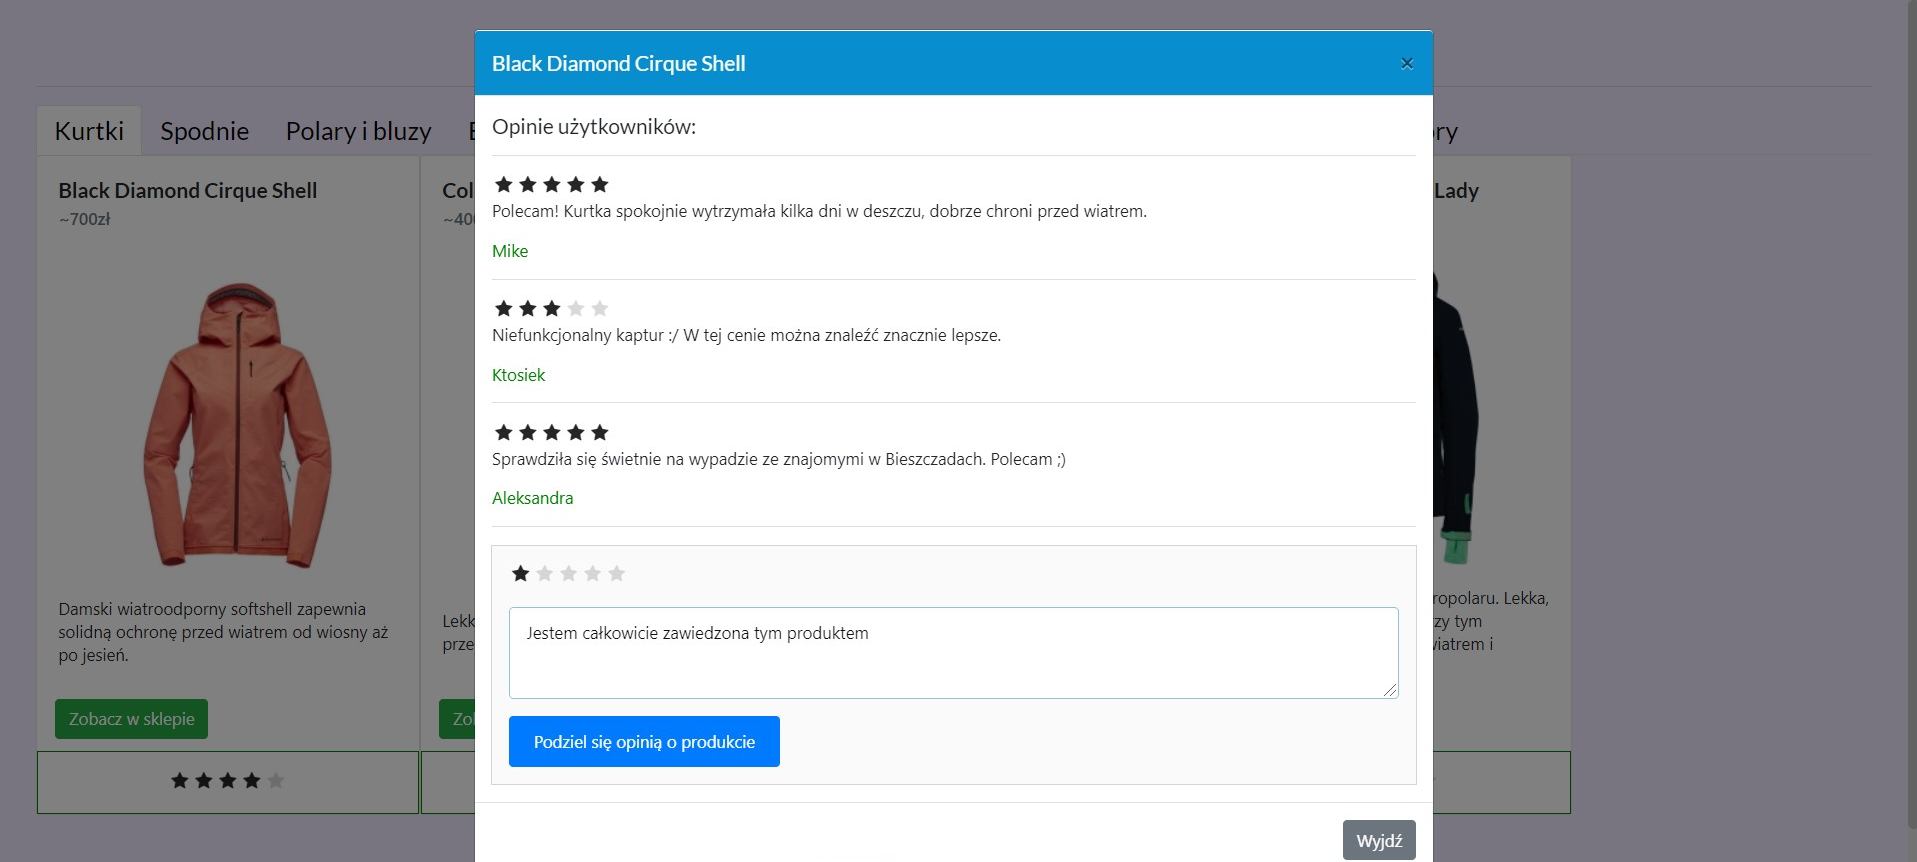 Black Diamond Cirque Shell
×
Opinie użytkowników:
Polecam! Kurtka spokojnie wytrzymała kilka dni w deszczu, dobrze chroni przed wiatrem.
Mike
Niefunkcjonalny kaptur :/ W tej cenie można znaleźć znacznie lepsze.
Ktosiek
Sprawdziła się świetnie na wypadzie ze znajomymi w Bieszczadach. Polecam ;)
Aleksandra
Jestem całkowicie zawiedzona tym produktem
Podziel się opinią o produkcie
Wyjdź
Kurtki Spodnie Polary i bluzy
Black Diamond Cirque Shell
~700zł
Damski wiatroodporny softshell zapewnia
solidną ochronę przed wiatrem od wiosny aż
po jesień.
Zobacz w sklepie
Col
~40
Lekk
prze
Zo
ry
Lady
ropolaru. Lekka,
zy tym
iatrem i